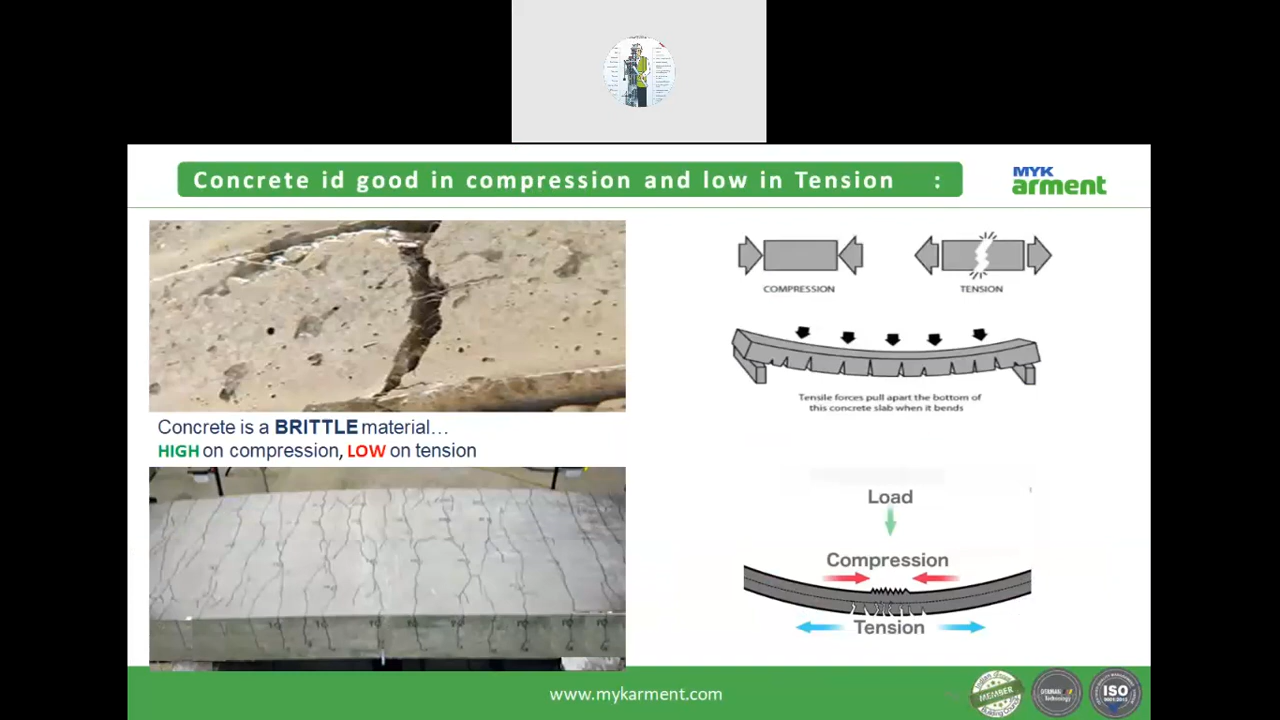 Concrete id good in compression and low in Tension :
MYK
arment
COMPRESSION
TENSION
Tensile forces pull apart the bottom of
this concrete slab when it bends
Concrete is a BRITTLE material...
HIGH on compression, LOW on tension
Load
Compression
Tension
www.mykarment.com
MEMBER
Technology
ISO